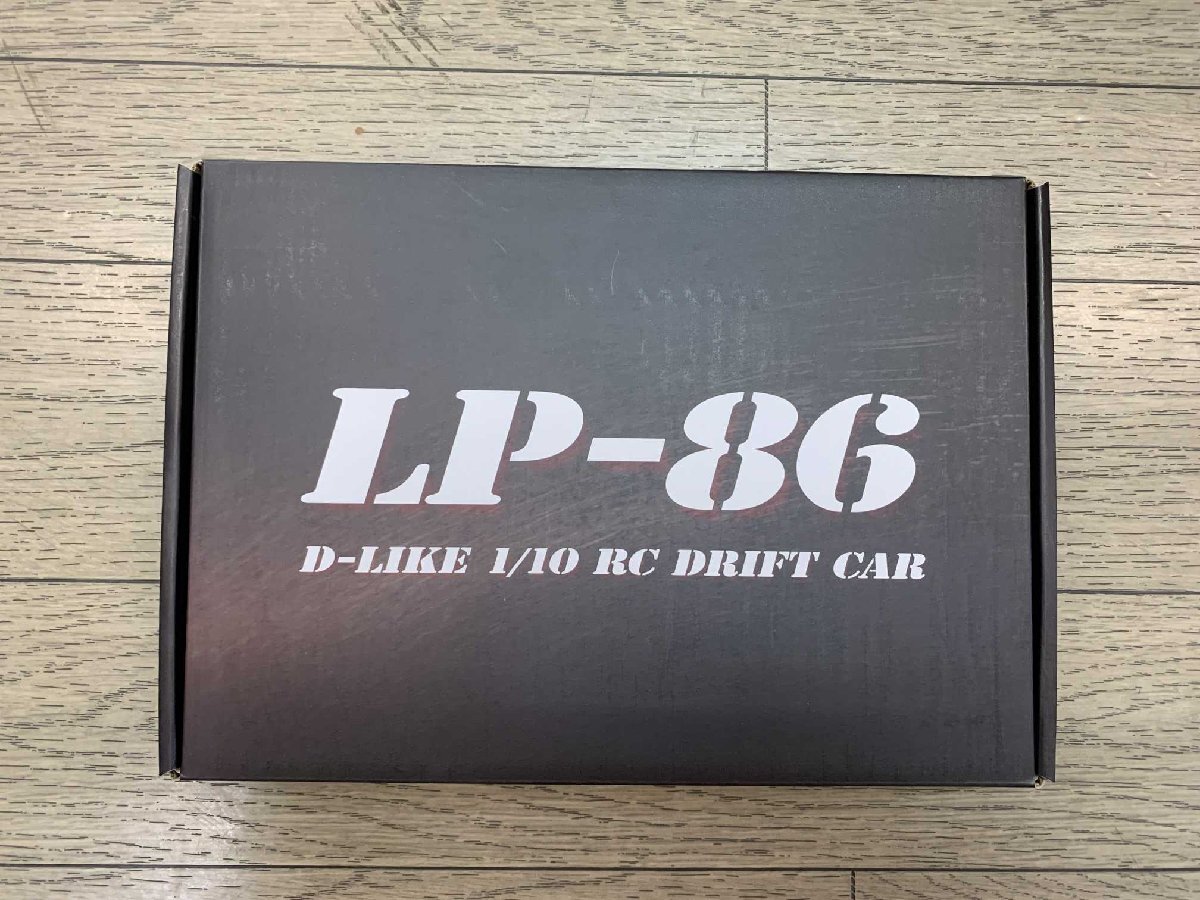 LP-86
D-LIKE 1/10 RC DRIFT CAR